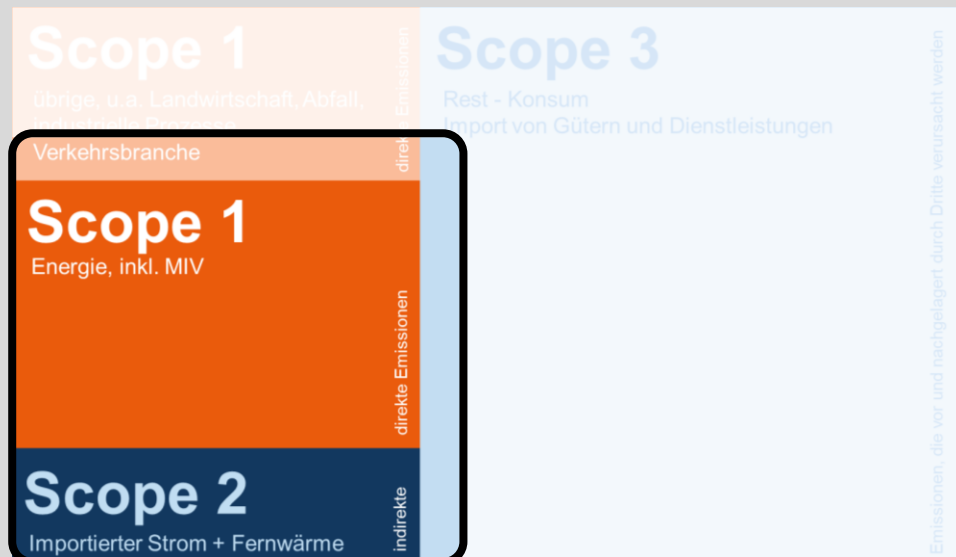 Scope 1
übrige, u.a. Landwirtschaft, Abfall,
industrielle Prozesse
Verkehrsbranche
direkte Emissionen
Scope 3
Rest - Konsum
Import von Gütern und Dienstleistungen
Emissionen, die vor und nachgelagert durch Dritte verursacht werden
Scope 1
Energie, inkl. MIV
direkte Emissionen
Scope 2
Importierter Strom + Fernwärme
indirekte